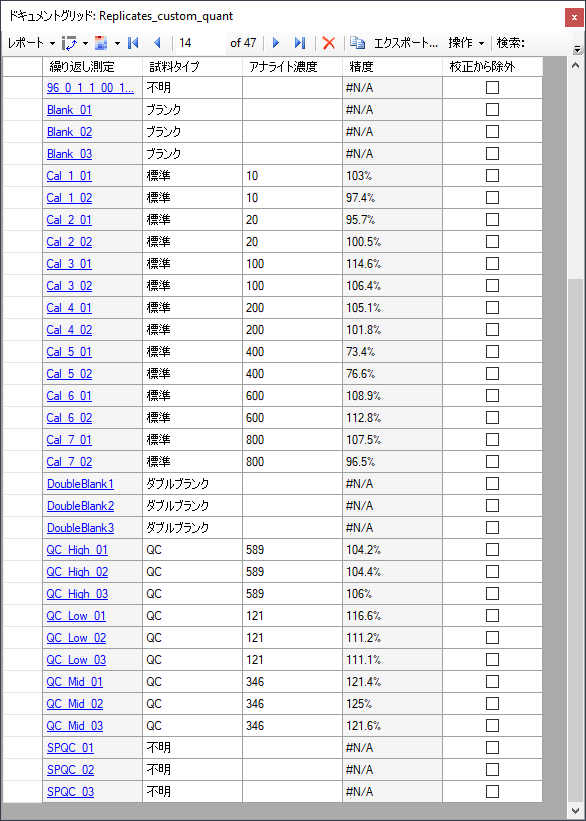 ドキュメントグリッド: Replicates_custom_quant x
レポート 14 of 47 エクスポート... 操作 検索:
繰り返し測定 試料タイプ アナライト濃度 精度 校正から除外
96_0_1_1_00_1... 不明 #N/A
Blank_01 ブランク #N/A
Blank_02 ブランク #N/A
Blank_03 ブランク #N/A
Cal_1_01 標準 10 103%
Cal_1_02 標準 10 97.4%
Cal_2_01 標準 20 95.7%
Cal_2_02 標準 20 100.5%
Cal_3_01 標準 100 114.6%
Cal_3_02 標準 100 106.4%
Cal_4_01 標準 200 105.1%
Cal_4_02 標準 200 101.8%
Cal_5_01 標準 400 73.4%
Cal_5_02 標準 400 76.6%
Cal_6_01 標準 600 108.9%
Cal_6_02 標準 600 112.8%
Cal_7_01 標準 800 107.5%
Cal_7_02 標準 800 96.5%
DoubleBlank1 ダブルブランク #N/A
DoubleBlank2 ダブルブランク #N/A
DoubleBlank3 ダブルブランク #N/A
QC_High_01 QC 589 104.2%
QC_High_02 QC 589 104.4%
QC_High_03 QC 589 106%
QC_Low_01 QC 121 116.6%
QC_Low_02 QC 121 111.2%
QC_Low_03 QC 121 111.1%
QC_Mid_01 QC 346 121.4%
QC_Mid_02 QC 346 125%
QC_Mid_03 QC 346 121.6%
SPQC_01 不明 #N/A
SPQC_02 不明 #N/A
SPQC_03 不明 #N/A